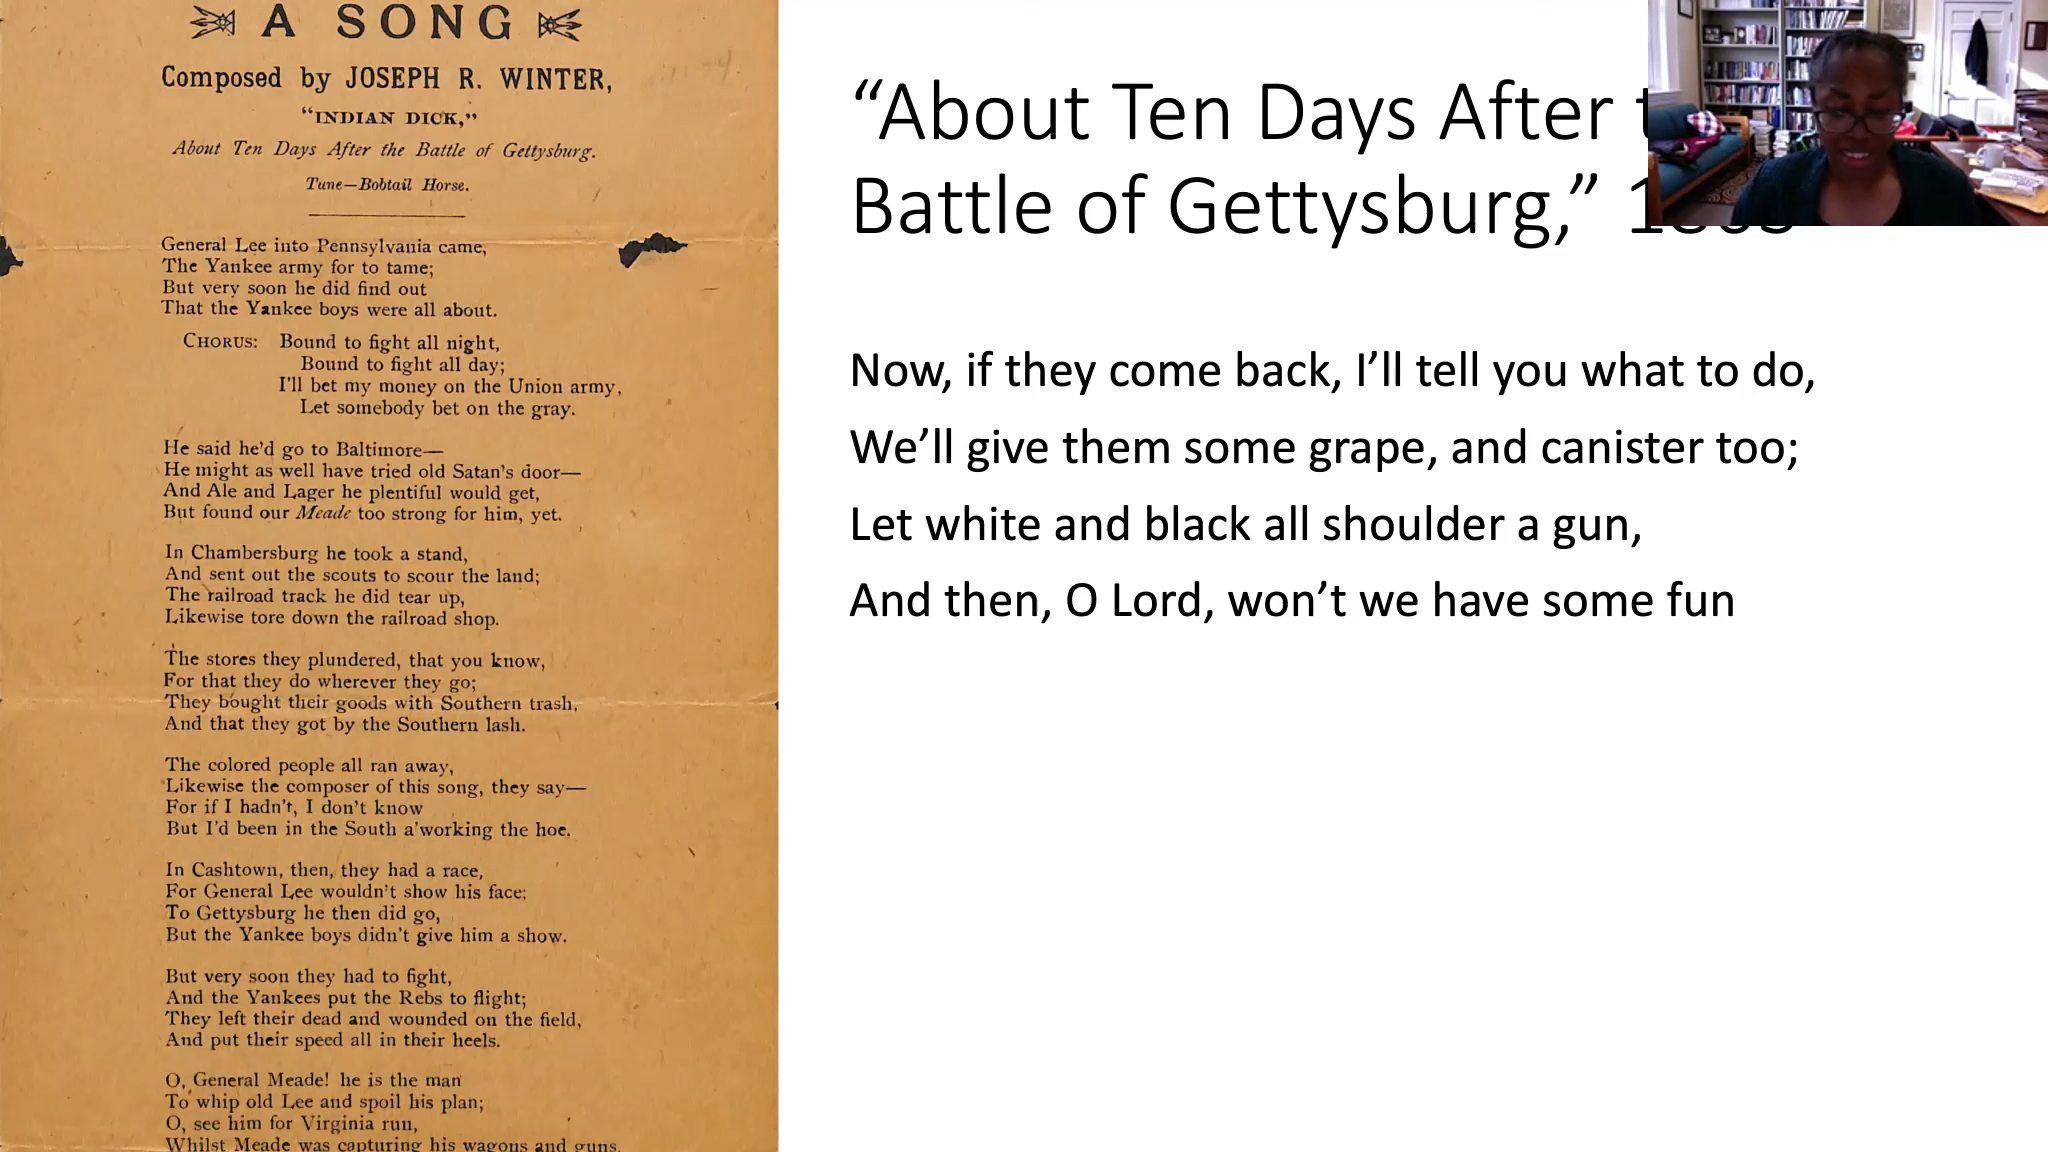 A SONG
Composed by JOSEPH R. WINTER,
“INDIAN DICK,”
About Ten Days After the Battle of Gettysburg.
Tune—Bobtail Horse.
General Lee into Pennsylvania came,
The Yankee army for to tame;
But very soon he did find out
That the Yankee boys were all about.
CHORUS: Bound to fight all night,
Bound to fight all day;
I'll bet my money on the Union army,
Let somebody bet on the gray.
He said he'd go to Baltimore—
He might as well have tried old Satan's door—
And Ale and Lager he plentiful would get,
But found our Meade too strong for him, yet.
In Chambersburg he took a stand,
And sent out the scouts to scour the land;
The railroad track he did tear up,
Likewise tore down the railroad shop.
The stores they plundered, that you know,
For that they do wherever they go;
They bought their goods with Southern trash,
And that they got by the Southern lash.
The colored people all ran away,
Likewise the composer of this song, they say—
For if I hadn't, I don't know
But I'd been in the South a'working the hoe.
In Cashtown, then, they had a race,
For General Lee wouldn't show his face;
To Gettysburg he then did go,
But the Yankee boys didn't give him a show.
But very soon they had to fight,
And the Yankees put the Rebs to flight;
They left their dead and wounded on the field,
And put their speed all in their heels.
O, General Meade! he is the man
To whip old Lee and spoil his plan;
O, see him for Virginia run,
Whilst Meade was capturing his wagons and guns.
“About Ten Days After
Battle of Gettysburg,”
Now, if they come back, I’ll tell you what to do,
We’ll give them some grape, and canister too;
Let white and black all shoulder a gun,
And then, O Lord, won’t we have some fun